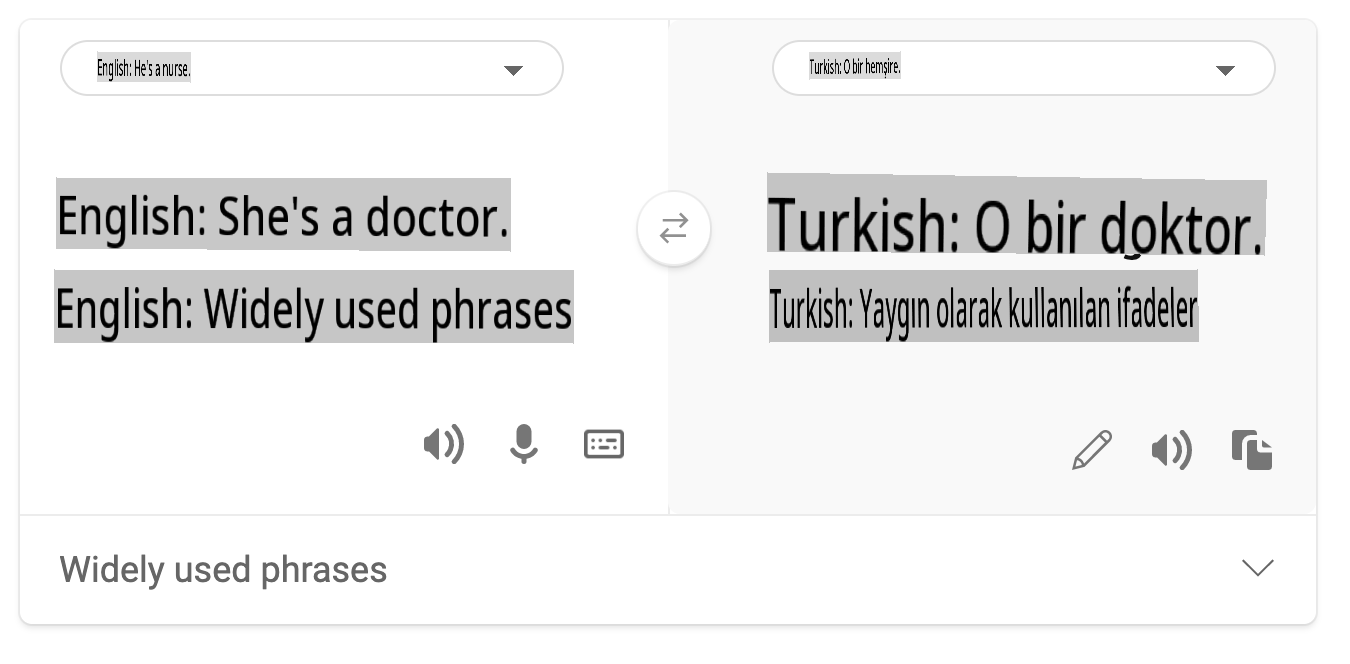 English: He's a nurse.
Turkish: O bir hemşire.
English: She's a doctor.
Turkish: O bir doktor.
English: Widely used phrases
Turkish: Yaygın olarak kullanılan ifadeler
Widely used phrases